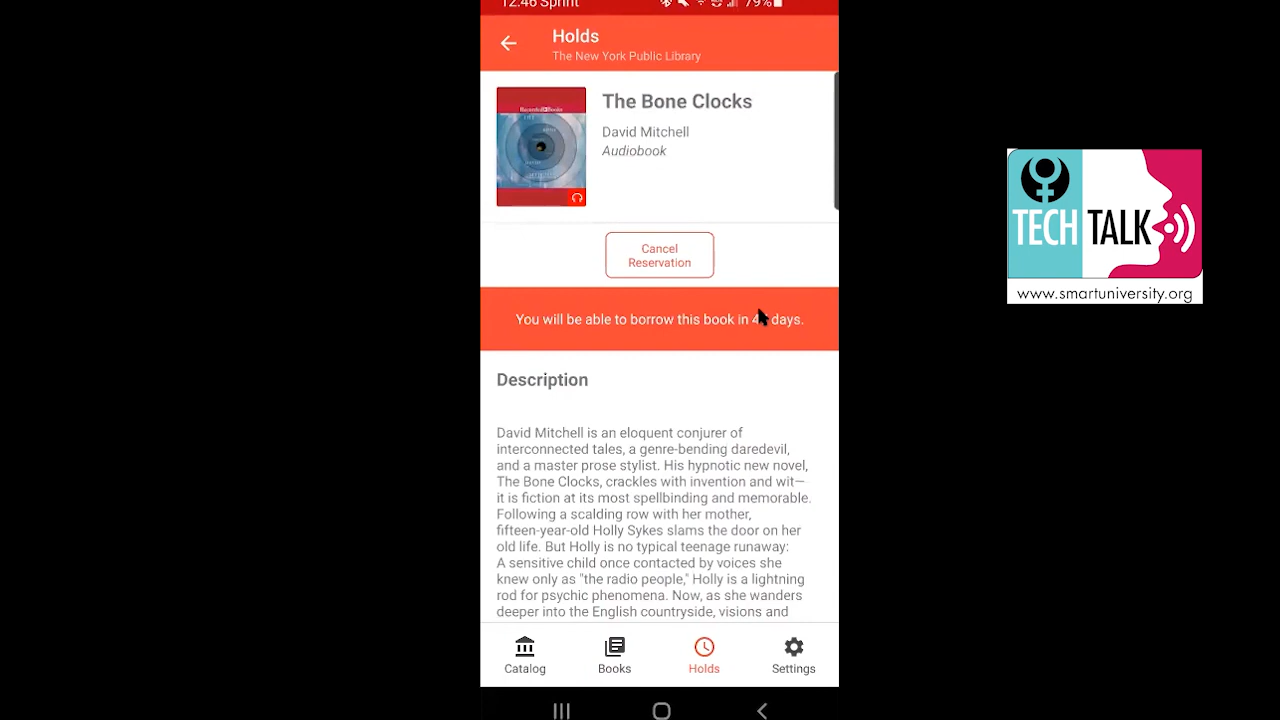 12:46 Sprint
79%
Holds
The New York Public Library
The Bone Clocks
David Mitchell
Audiobook
Cancel
Reservation
You will be able to borrow this book in days.
Description
David Mitchell is an eloquent conjurer of
interconnected tales, a genre-bending daredevil,
and a master prose stylist. His hypnotic new novel,
The Bone Clocks, crackles with invention and wit—
it is fiction at its most spellbinding and memorable.
Following a scalding row with her mother,
fifteen-year-old Holly Sykes slams the door on her
old life. But Holly is no typical teenage runaway:
A sensitive child once contacted by voices she
knew only as "the radio people," Holly is a lightning
rod for psychic phenomena. Now, as she wanders
deeper into the English countryside, visions and
Catalog
Books
Holds
Settings
TECH TALK
www.smartuniversity.org